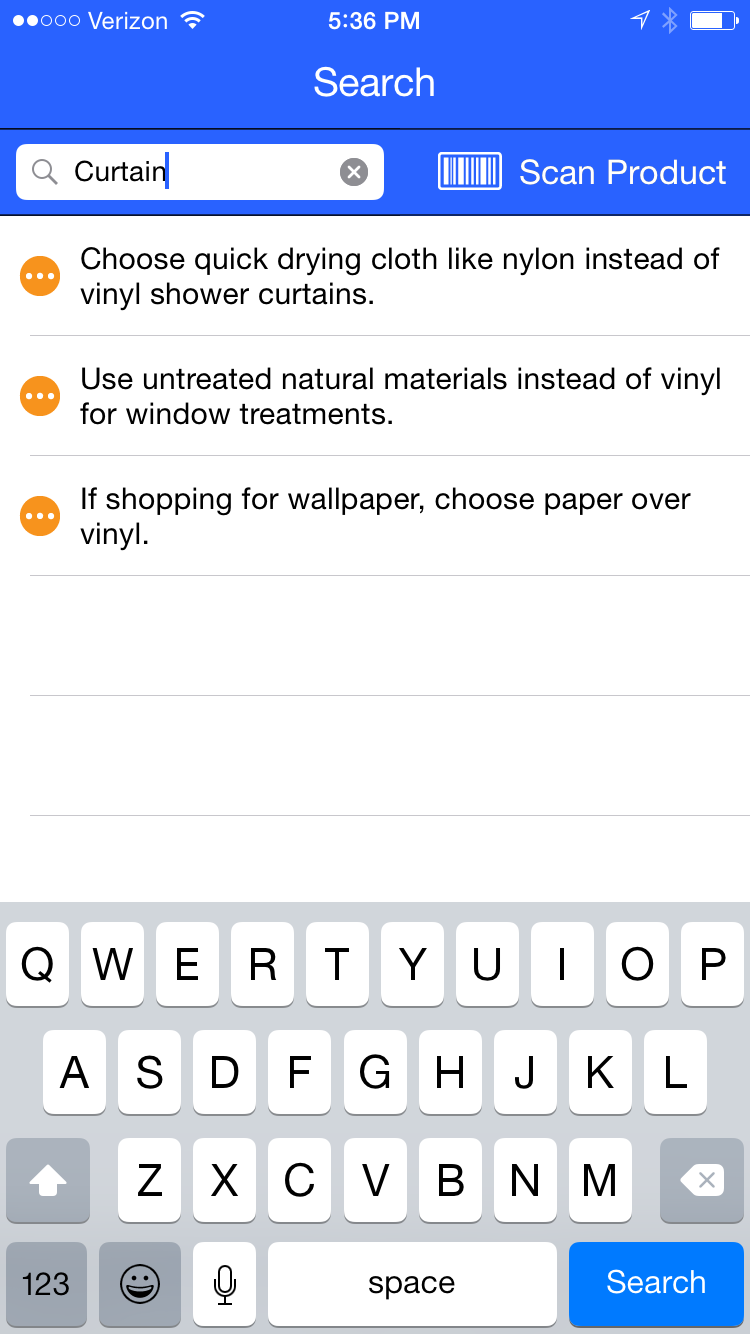 Verizon 5:36 PM
Search
Curtain Scan Product
Choose quick drying cloth like nylon instead of
vinyl shower curtains.
Use untreated natural materials instead of vinyl
for window treatments.
If shopping for wallpaper, choose paper over
vinyl.
Q W E R T Y U I O P
A S D F G H J K L
Z X C V B N M
123 space Search